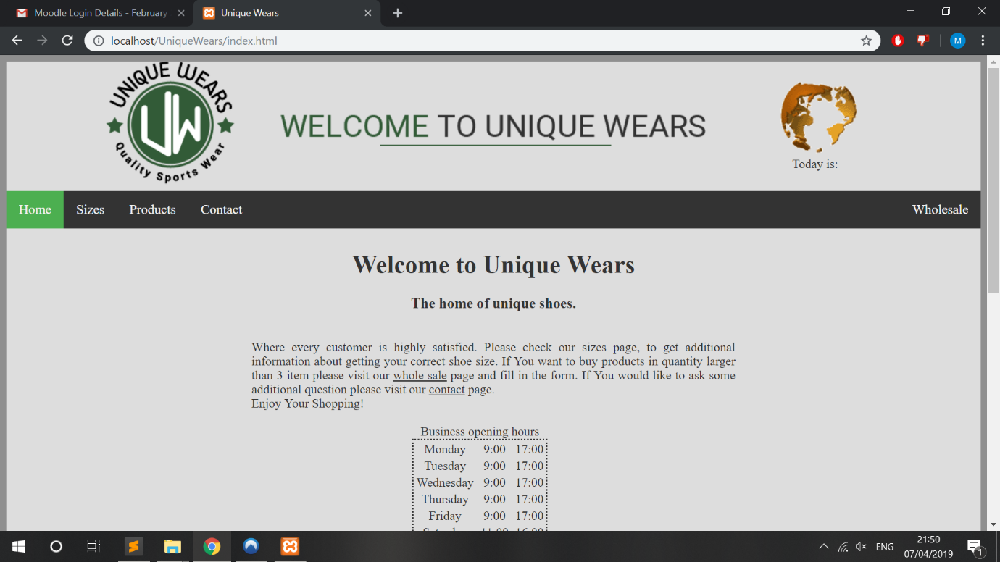 Moodle Login Details - February
Unique Wears
localhost/UniqueWears/index.html
M
UNIQUE WEARS
UW
Quality Sports Wear
WELCOME TO UNIQUE WEARS
Today is:
Home Sizes Products Contact Wholesale
Welcome to Unique Wears
The home of unique shoes.
Where every customer is highly satisfied. Please check our sizes page, to get additional
information about getting your correct shoe size. If You want to buy products in quantity larger
than 3 item please visit our whole sale page and fill in the form. If You would like to ask some
additional question please visit our contact page.
Enjoy Your Shopping!
Business opening hours
Monday 9:00 17:00
Tuesday 9:00 17:00
Wednesday 9:00 17:00
Thursday 9:00 17:00
Friday 9:00 17:00
ENG
21:50
07/04/2019
1